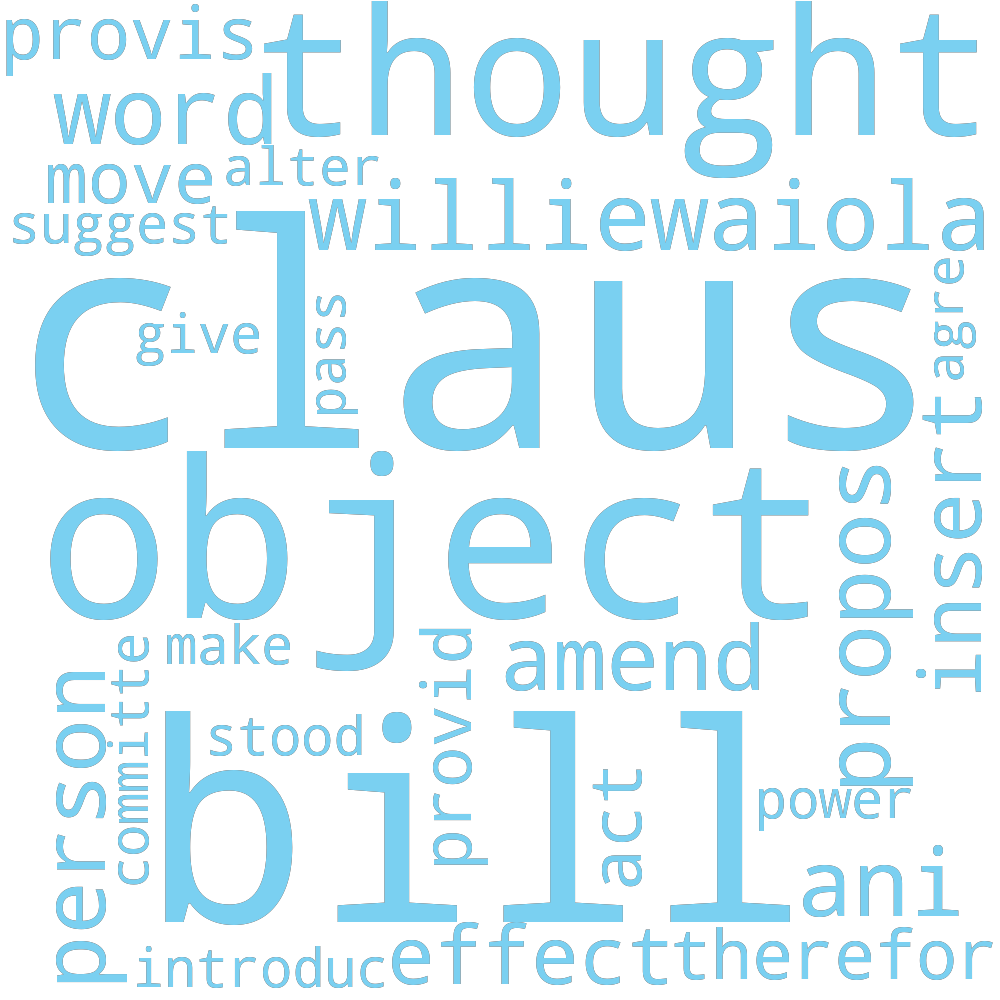 provis
thought
word
alter
move
williewaiola
suggest
claus
agre
give
pass
insert
object
propos
make
amend
committe
provid
person
stood
bill
act
power
ani
effect
therefor
introduc